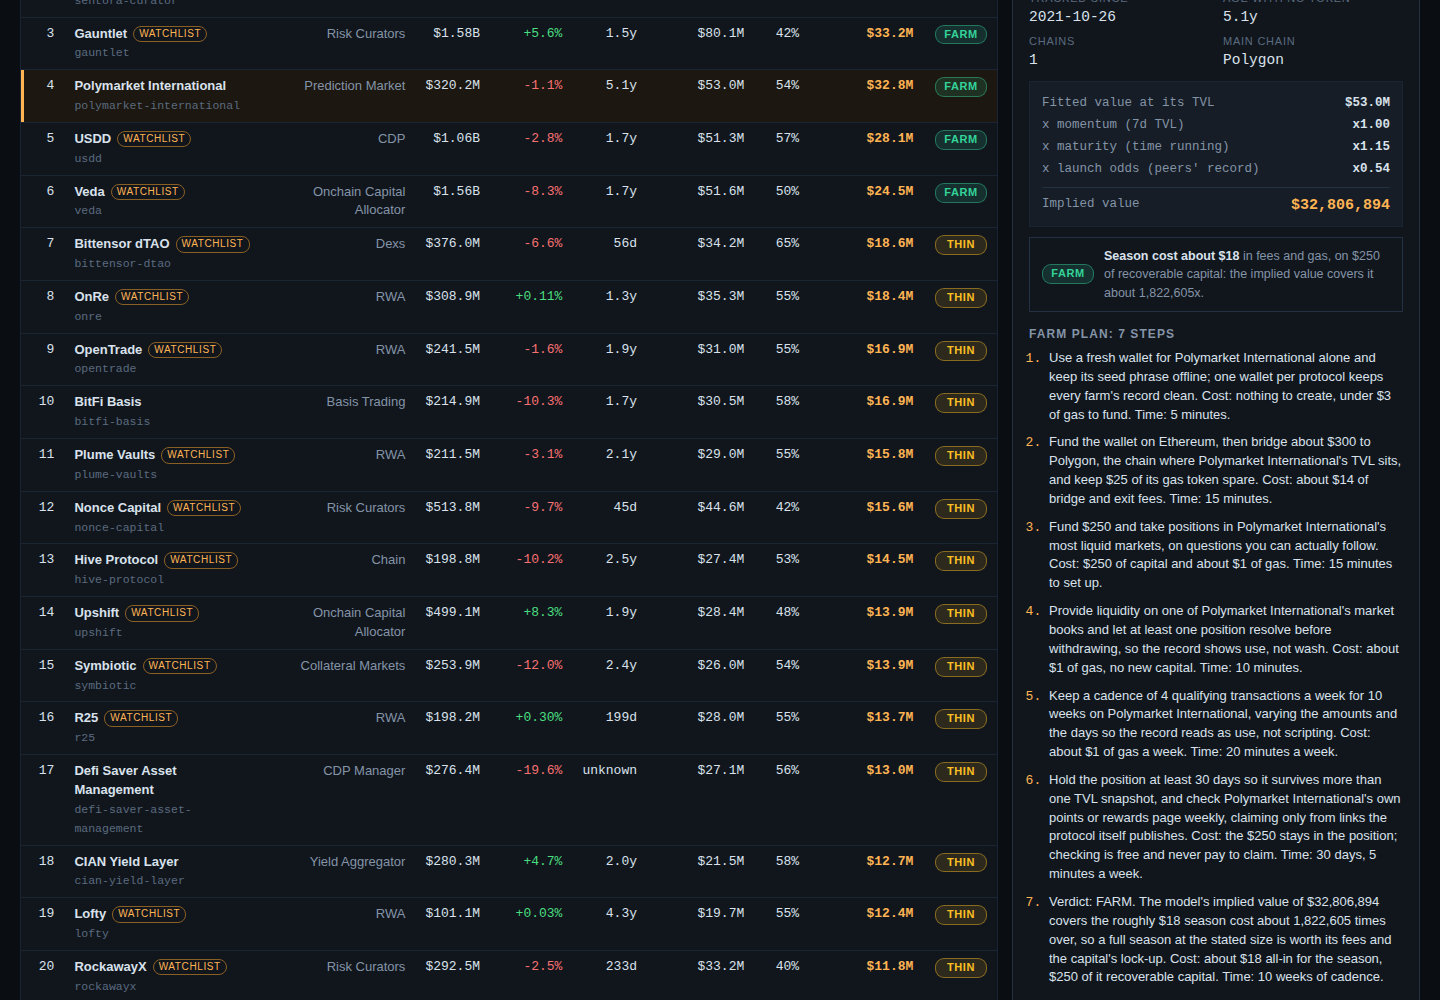 3 Gauntlet WATCHLIST Risk Curators $1.58B +5.6% 1.5y $80.1M 42% $33.2M FARM
gauntlet
4 Polymarket International Prediction Market $320.2M -1.1% 5.1y $53.0M 54% $32.8M FARM
polymarket-international
5 USDD WATCHLIST CDP $1.06B -2.8% 1.7y $51.3M 57% $28.1M FARM
usdd
6 Veda WATCHLIST Onchain Capital $1.56B -8.3% 1.7y $51.6M 50% $24.5M FARM
veda Allocator
7 Bittensor dTAO WATCHLIST Dexs $376.0M -6.6% 56d $34.2M 65% $18.6M THIN
bittensor-dtao
8 OnRe WATCHLIST RWA $308.9M +0.11% 1.3y $35.3M 55% $18.4M THIN
onre
9 OpenTrade WATCHLIST RWA $241.5M -1.6% 1.9y $31.0M 55% $16.9M THIN
opentrade
10 BitFi Basis Basis Trading $214.9M -10.3% 1.7y $30.5M 58% $16.9M THIN
bitfi-basis
11 Plume Vaults WATCHLIST RWA $211.5M -3.1% 2.1y $29.0M 55% $15.8M THIN
plume-vaults
12 Nonce Capital WATCHLIST Risk Curators $513.8M -9.7% 45d $44.6M 42% $15.6M THIN
nonce-capital
13 Hive Protocol WATCHLIST Chain $198.8M -10.2% 2.5y $27.4M 53% $14.5M THIN
hive-protocol
14 Upshift WATCHLIST Onchain Capital $499.1M +8.3% 1.9y $28.4M 48% $13.9M THIN
upshift Allocator
15 Symbiotic WATCHLIST Collateral Markets $253.9M -12.0% 2.4y $26.0M 54% $13.9M THIN
symbiotic
16 R25 WATCHLIST RWA $198.2M +0.30% 199d $28.0M 55% $13.7M THIN
r25
17 Defi Saver Asset CDP Manager $276.4M -19.6% unknown $27.1M 56% $13.0M THIN
Management
defi-saver-asset-
management
18 CIAN Yield Layer Yield Aggregator $280.3M +4.7% 2.0y $21.5M 58% $12.7M THIN
cian-yield-layer
19 Lofty WATCHLIST RWA $101.1M +0.03% 4.3y $19.7M 55% $12.4M THIN
lofty
20 RockawayX WATCHLIST Risk Curators $292.5M -2.5% 233d $33.2M 40% $11.8M THIN
rockawayx
2021-10-26 5.1y
CHAINS MAIN CHAIN
1 Polygon
Fitted value at its TVL $53.0M
x momentum (7d TVL) x1.00
x maturity (time running) x1.15
x launch odds (peers' record) x0.54
Implied value $32,806,894
FARM
Season cost about $18 in fees and gas, on $250
of recoverable capital: the implied value covers it
about 1,822,605x.
FARM PLAN: 7 STEPS
1. Use a fresh wallet for Polymarket International alone and
keep its seed phrase offline; one wallet per protocol keeps
every farm's record clean. Cost: nothing to create, under $3
of gas to fund. Time: 5 minutes.
2. Fund the wallet on Ethereum, then bridge about $300 to
Polygon, the chain where Polymarket International's TVL sits,
and keep $25 of its gas token spare. Cost: about $14 of
bridge and exit fees. Time: 15 minutes.
3. Fund $250 and take positions in Polymarket International's
most liquid markets, on questions you can actually follow.
Cost: $250 of capital and about $1 of gas. Time: 15 minutes
to set up.
4. Provide liquidity on one of Polymarket International's market
books and let at least one position resolve before
withdrawing, so the record shows use, not wash. Cost: about
$1 of gas, no new capital. Time: 10 minutes.
5. Keep a cadence of 4 qualifying transactions a week for 10
weeks on Polymarket International, varying the amounts and
the days so the record reads as use, not scripting. Cost:
about $1 of gas a week. Time: 20 minutes a week.
6. Hold the position at least 30 days so it survives more than
one TVL snapshot, and check Polymarket International's own
points or rewards page weekly, claiming only from links the
protocol itself publishes. Cost: the $250 stays in the position;
checking is free and never pay to claim. Time: 30 days, 5
minutes a week.
7. Verdict: FARM. The model's implied value of $32,806,894
covers the roughly $18 season cost about 1,822,605 times
over, so a full season at the stated size is worth its fees and
the capital's lock-up. Cost: about $18 all-in for the season,
$250 of it recoverable capital. Time: 10 weeks of cadence.